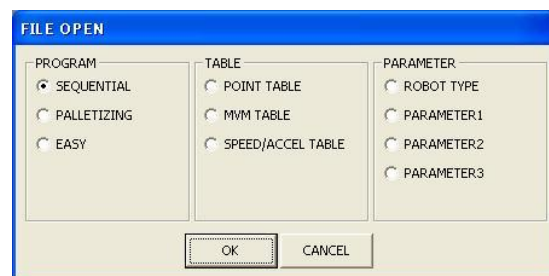 FILE OPEN
PROGRAM
SEQUENTIAL
PALLETIZING
EASY
TABLE
POINT TABLE
MVM TABLE
SPEED/ACCEL TABLE
PARAMETER
ROBOT TYPE
PARAMETER1
PARAMETER2
PARAMETER3
OK
CANCEL